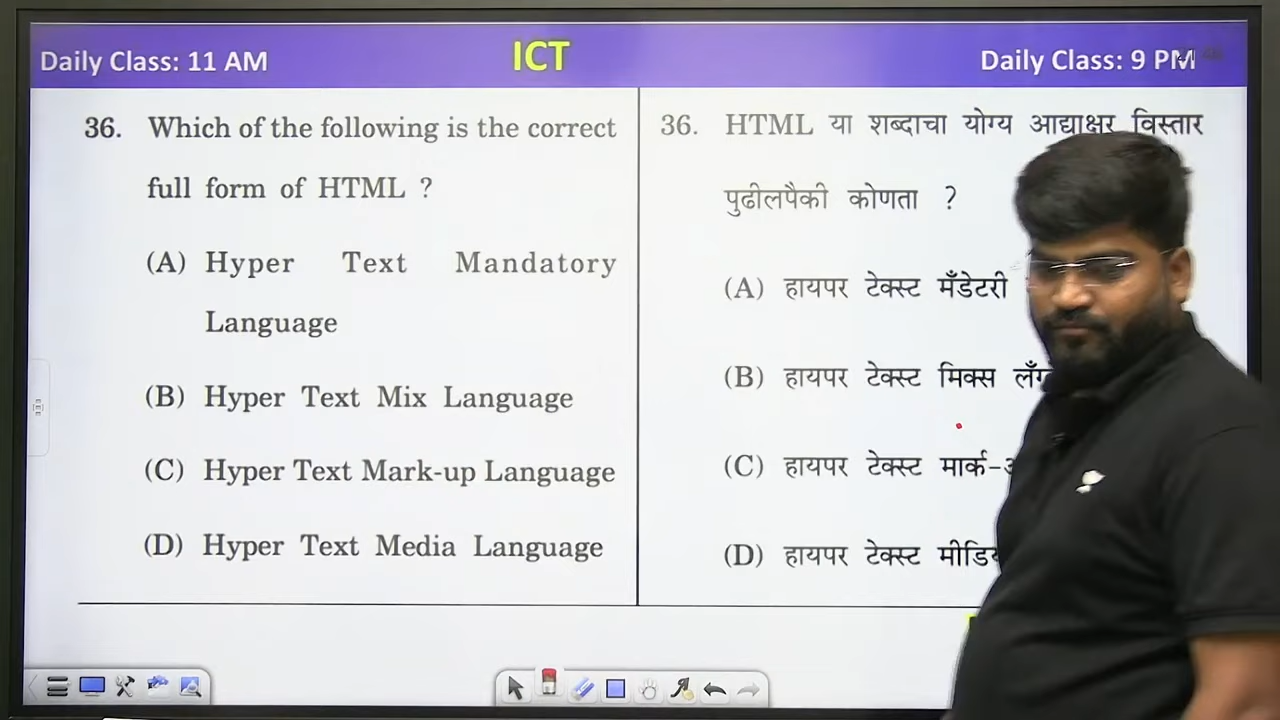 Daily Class: 11 AM
ICT
Daily Class: 9 PM
36. Which of the following is the correct
full form of HTML ?
(A) Hyper Text Mandatory
Language
(B) Hyper Text Mix Language
(C) Hyper Text Mark-up Language
(D) Hyper Text Media Language
36. HTML या शब्दाचा योग्य आद्याक्षर विस्तार
पुढीलपैकी कोणता ?
(A) हायपर टेक्स्ट मँडेटरी
(B) हायपर टेक्स्ट मिक्स
(C) हायपर टेक्स्ट
(D) हायपर टेक्स्ट